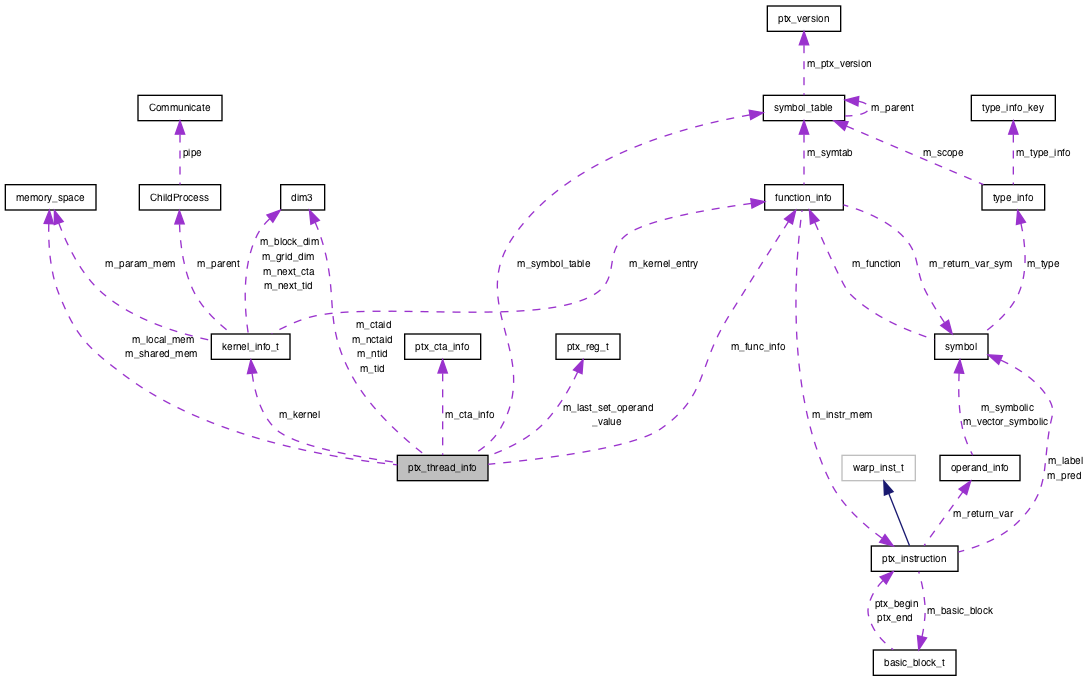 ptx_version
m_ptx_version
Communicate
symbol_table
m_parent
type_info_key
pipe
m_symtab
m_scope
m_type_info
memory_space
ChildProcess
dim3
function_info
type_info
m_param_mem
m_parent
m_block_dim
m_grid_dim
m_next_cta
m_next_tid
m_symbol_table
m_kernel_entry
m_function
m_return_var_sym
m_type
m_local_mem
m_shared_mem
kernel_info_t
m_ctaid
m_nctaid
m_ntid
m_tid
ptx_cta_info
ptx_reg_t
m_func_info
symbol
m_kernel
m_cta_info
m_last_set_operand
_value
m_instr_mem
m_symbolic
m_vector_symbolic
ptx_thread_info
warp_inst_t
operand_info
m_label
m_pred
m_return_var
ptx_instruction
ptx_begin
ptx_end
m_basic_block
basic_block_t